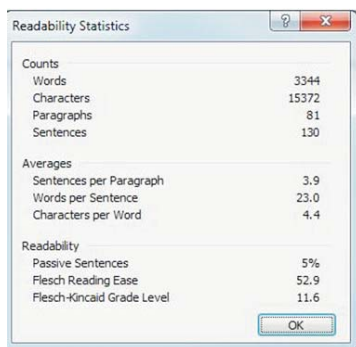 Readability Statistics ? X
Counts
Words 3344
Characters 15372
Paragraphs 81
Sentences 130
Averages
Sentences per Paragraph 3.9
Words per Sentence 23.0
Characters per Word 4.4
Readability
Passive Sentences 5%
Flesch Reading Ease 52.9
Flesch-Kincaid Grade Level 11.6
OK